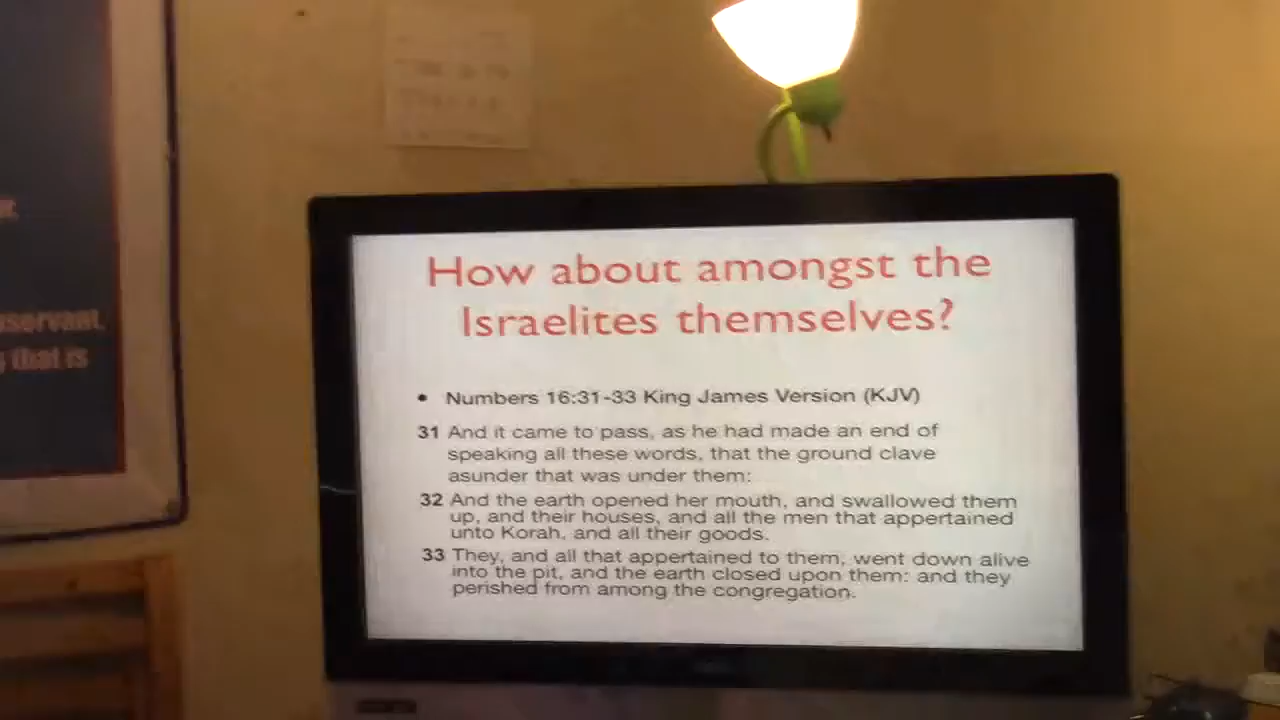 How about amongst the
Israelites themselves?
• Numbers 16:31-33 King James Version (KJV)
31 And it came to pass, as he had made an end of
speaking all these words, that the ground clave
asunder that was under them:
32 And the earth opened her mouth, and swallowed them
up, and their houses, and all the men that appertained
unto Korah, and all their goods.
33 They, and all that appertained to them, went down alive
into the pit, and the earth closed upon them: and they
perished from among the congregation.
that is